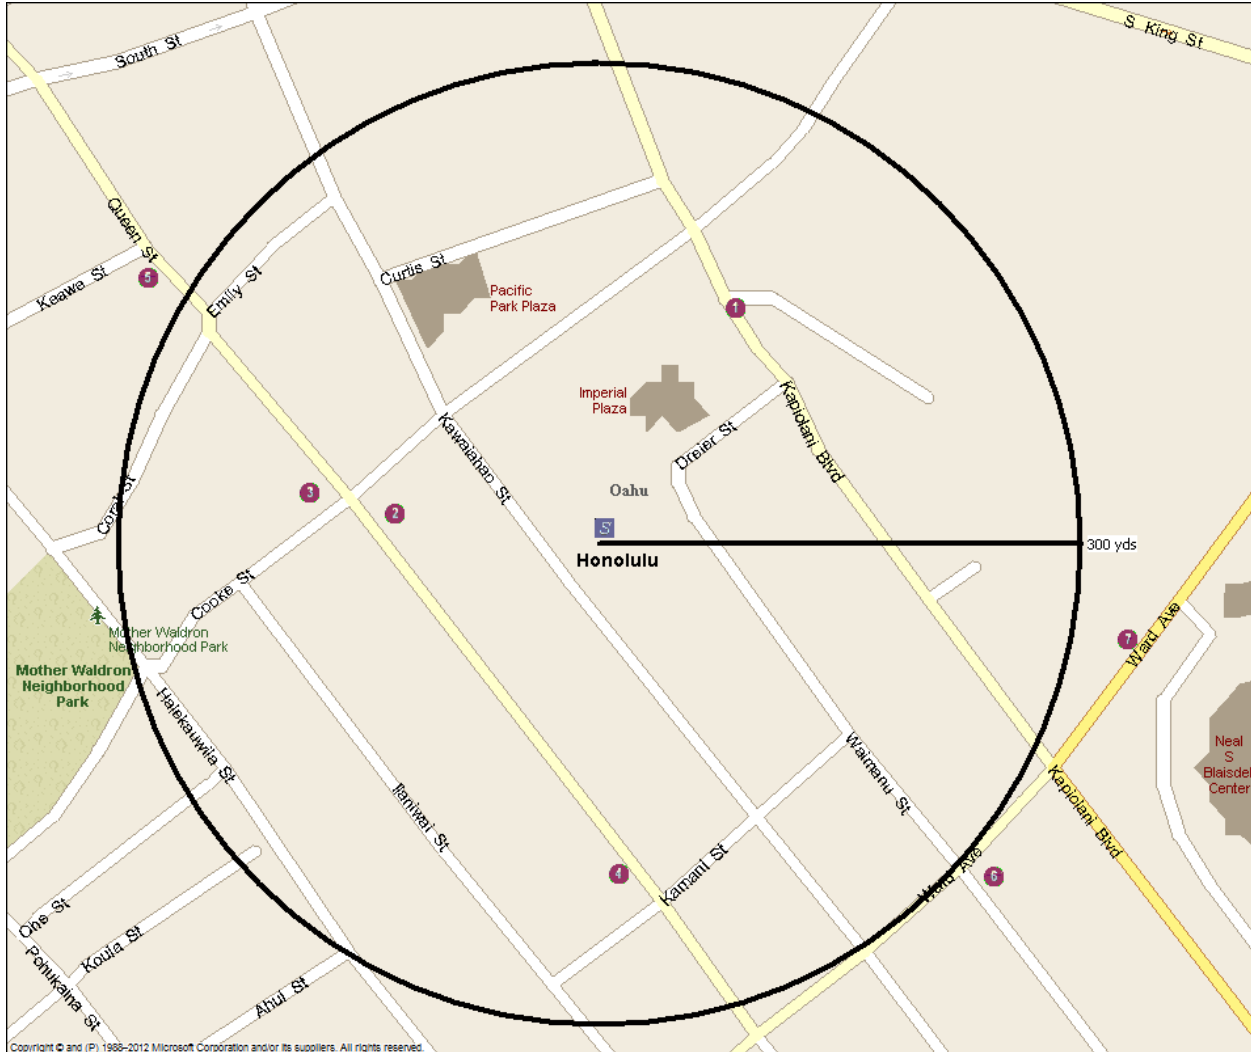 South St
S King St
Queen St
Keawe St
5
Emily St
Curtis St
Pacific
Park Plaza
1
Imperial
Plaza
Kapiolani Blvd
Dreier St
Kawaiahao St
Coral St
3
2
Oahu
S
Honolulu
300 yds
Cooke St
Mother Waldron
Neighborhood Park
Mother Waldron
Neighborhood
Park
7
Ward Ave
Halekauwila St
Ilaniwai St
Waimanu St
Neal
S
Blaisdel
Center
Kapiolani Blvd
4
Kamani St
Ward Ave
6
Ohe St
Koula St
Pohukaina St
Ahui St
Copyright © and (P) 1988–2012 Microsoft Corporation and/or its suppliers. All rights reserved.